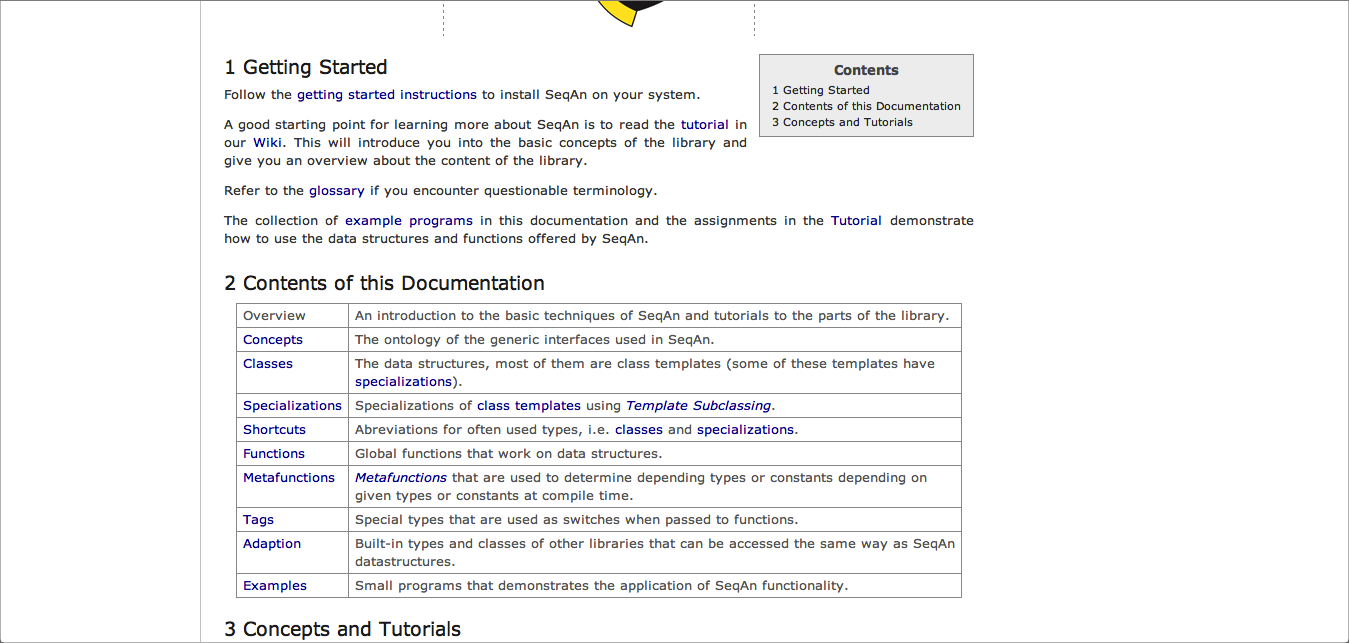 1 Getting Started
Contents
1 Getting Started
2 Contents of this Documentation
3 Concepts and Tutorials
Follow the getting started instructions to install SeqAn on your system.
A good starting point for learning more about SeqAn is to read the tutorial in
our Wiki. This will introduce you into the basic concepts of the library and
give you an overview about the content of the library.
Refer to the glossary if you encounter questionable terminology.
The collection of example programs in this documentation and the assignments in the Tutorial demonstrate
how to use the data structures and functions offered by SeqAn.
2 Contents of this Documentation
Overview An introduction to the basic techniques of SeqAn and tutorials to the parts of the library.
Concepts The ontology of the generic interfaces used in SeqAn.
Classes The data structures, most of them are class templates (some of these templates have
specializations).
Specializations Specializations of class templates using Template Subclassing.
Shortcuts Abreviations for often used types, i.e. classes and specializations.
Functions Global functions that work on data structures.
Metafunctions Metafunctions that are used to determine depending types or constants depending on
given types or constants at compile time.
Tags Special types that are used as switches when passed to functions.
Adaption Built-in types and classes of other libraries that can be accessed the same way as SeqAn
datastructures.
Examples Small programs that demonstrates the application of SeqAn functionality.
3 Concepts and Tutorials